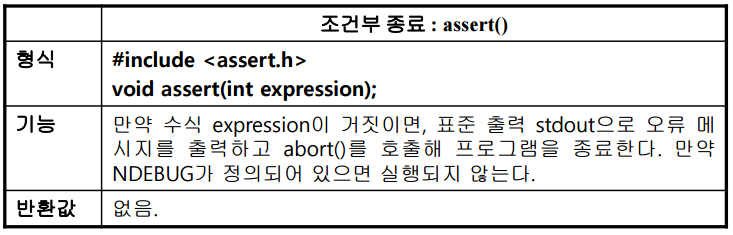 조건부 종료 : assert()
형식
#include <assert.h>
void assert(int expression);
기능
만약 수식 expression이 거짓이면, 표준 출력 stdout으로 오류 메
시지를 출력하고 abort()를 호출해 프로그램을 종료한다. 만약
NDEBUG가 정의되어 있으면 실행되지 않는다.
반환값
없음.